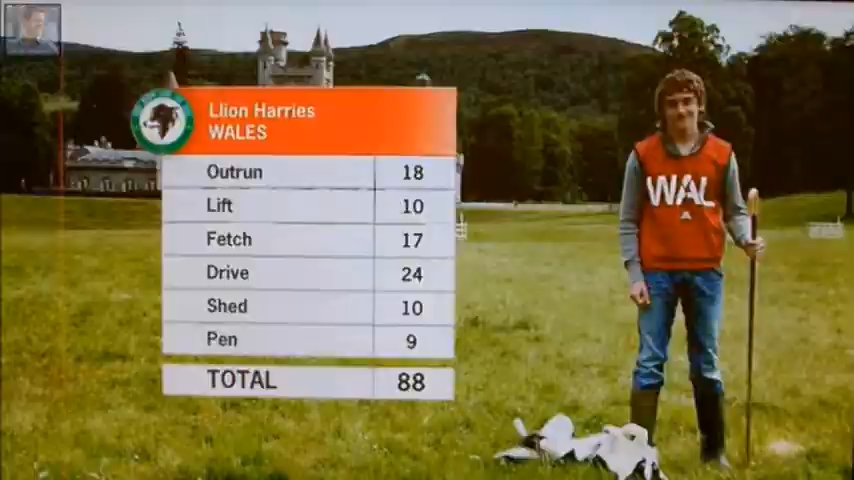 Llion Harries
WALES
Outrun 18
Lift 10
Fetch 17
Drive 24
Shed 10
Pen 9
TOTAL 88
WAL